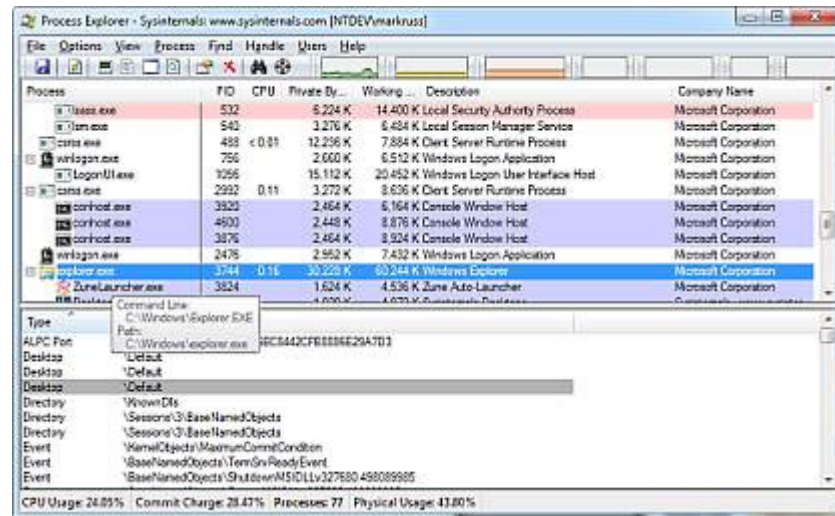 Process Explorer - Sysinternals: www.sysinternals.com [NTDEV\markruss]
File Options View Process Find Handle Users Help
Process PID CPU Private By... Working ... Description Company Name
lsass.exe 532 6,224 K 14,400 K Local Security Authority Process Microsoft Corporation
lsm.exe 540 3,276 K 6,484 K Local Session Manager Service Microsoft Corporation
csrss.exe 488 < 0.01 12,236 K 7,884 K Client Server Runtime Process Microsoft Corporation
winlogon.exe 756 2,660 K 6,512 K Windows Logon Application Microsoft Corporation
LogonUI.exe 1056 15,112 K 20,452 K Windows Logon User Interface Host Microsoft Corporation
csrss.exe 2992 0.11 3,272 K 8,636 K Client Server Runtime Process Microsoft Corporation
conhost.exe 3920 2,464 K 6,164 K Console Window Host Microsoft Corporation
conhost.exe 4600 2,448 K 8,876 K Console Window Host Microsoft Corporation
conhost.exe 3876 2,464 K 8,924 K Console Window Host Microsoft Corporation
winlogon.exe 2476 2,952 K 7,432 K Windows Logon Application Microsoft Corporation
explorer.exe 3744 0.16 30,228 K 60,244 K Windows Explorer Microsoft Corporation
ZuneLauncher.exe 3824 1,624 K 4,536 K Zune Auto-Launcher Microsoft Corporation
Command Line:
C:\Windows\Explorer.EXE
Path:
C:\Windows\explorer.exe
Type
ALPC Port
Desktop \Default
Desktop \Default
Desktop \Default
Directory \KnownDlls
Directory \Sessions\3\BaseNamedObjects
Directory \Sessions\3\BaseNamedObjects
Event \KernelObjects\MaximumCommitCondition
Event \BaseNamedObjects\TermSrvReadyEvent
Event
CPU Usage: 24.05% Commit Charge: 28.47% Processes: 77 Physical Usage: 43.80%